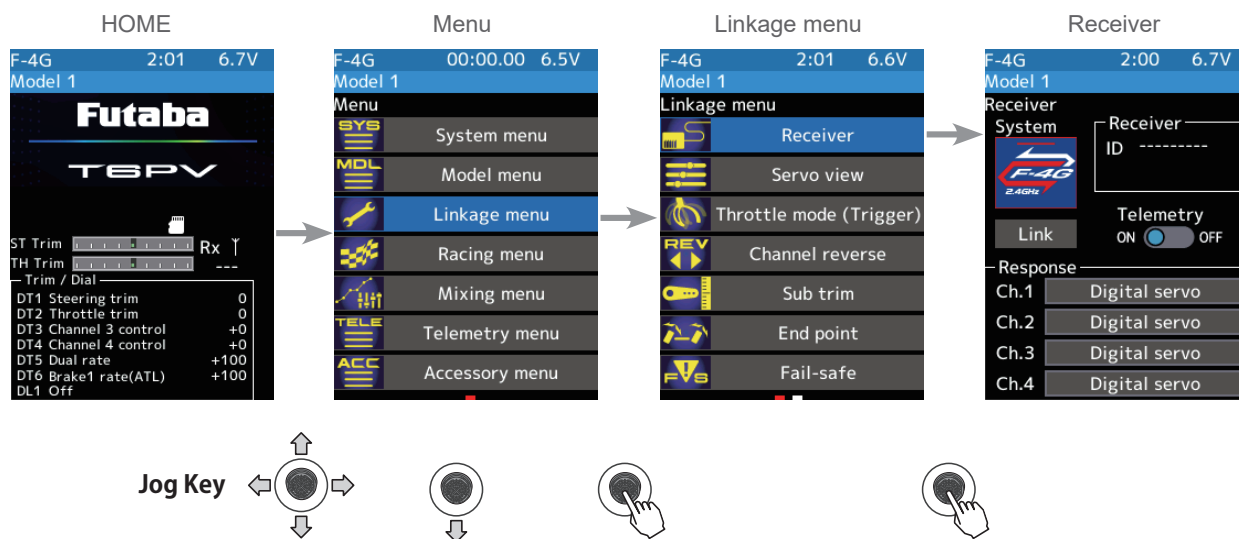 HOME
F-4G 2:01 6.7V
Model 1
Futaba
T6PV
ST Trim Rx
TH Trim ---
Trim / Dial
DT1 Steering trim 0
DT2 Throttle trim 0
DT3 Channel 3 control +0
DT4 Channel 4 control +0
DT5 Dual rate +100
DT6 Brake1 rate(ATL) +100
DL1 Off
Menu
F-4G 00:00.00 6.5V
Model 1
Menu
SYS System menu
MDL Model menu
Linkage menu
Racing menu
Mixing menu
TELE Telemetry menu
ACC Accessory menu
Linkage menu
F-4G 2:01 6.6V
Model 1
Linkage menu
Receiver
Servo view
Throttle mode (Trigger)
REV Channel reverse
Sub trim
End point
F S Fail-safe
Receiver
F-4G 2:00 6.7V
Model 1
Receiver
System
F-4G
2.4GHz
Link
Receiver
ID ---------
Telemetry
ON OFF
Response
Ch.1 Digital servo
Ch.2 Digital servo
Ch.3 Digital servo
Ch.4 Digital servo
Jog Key